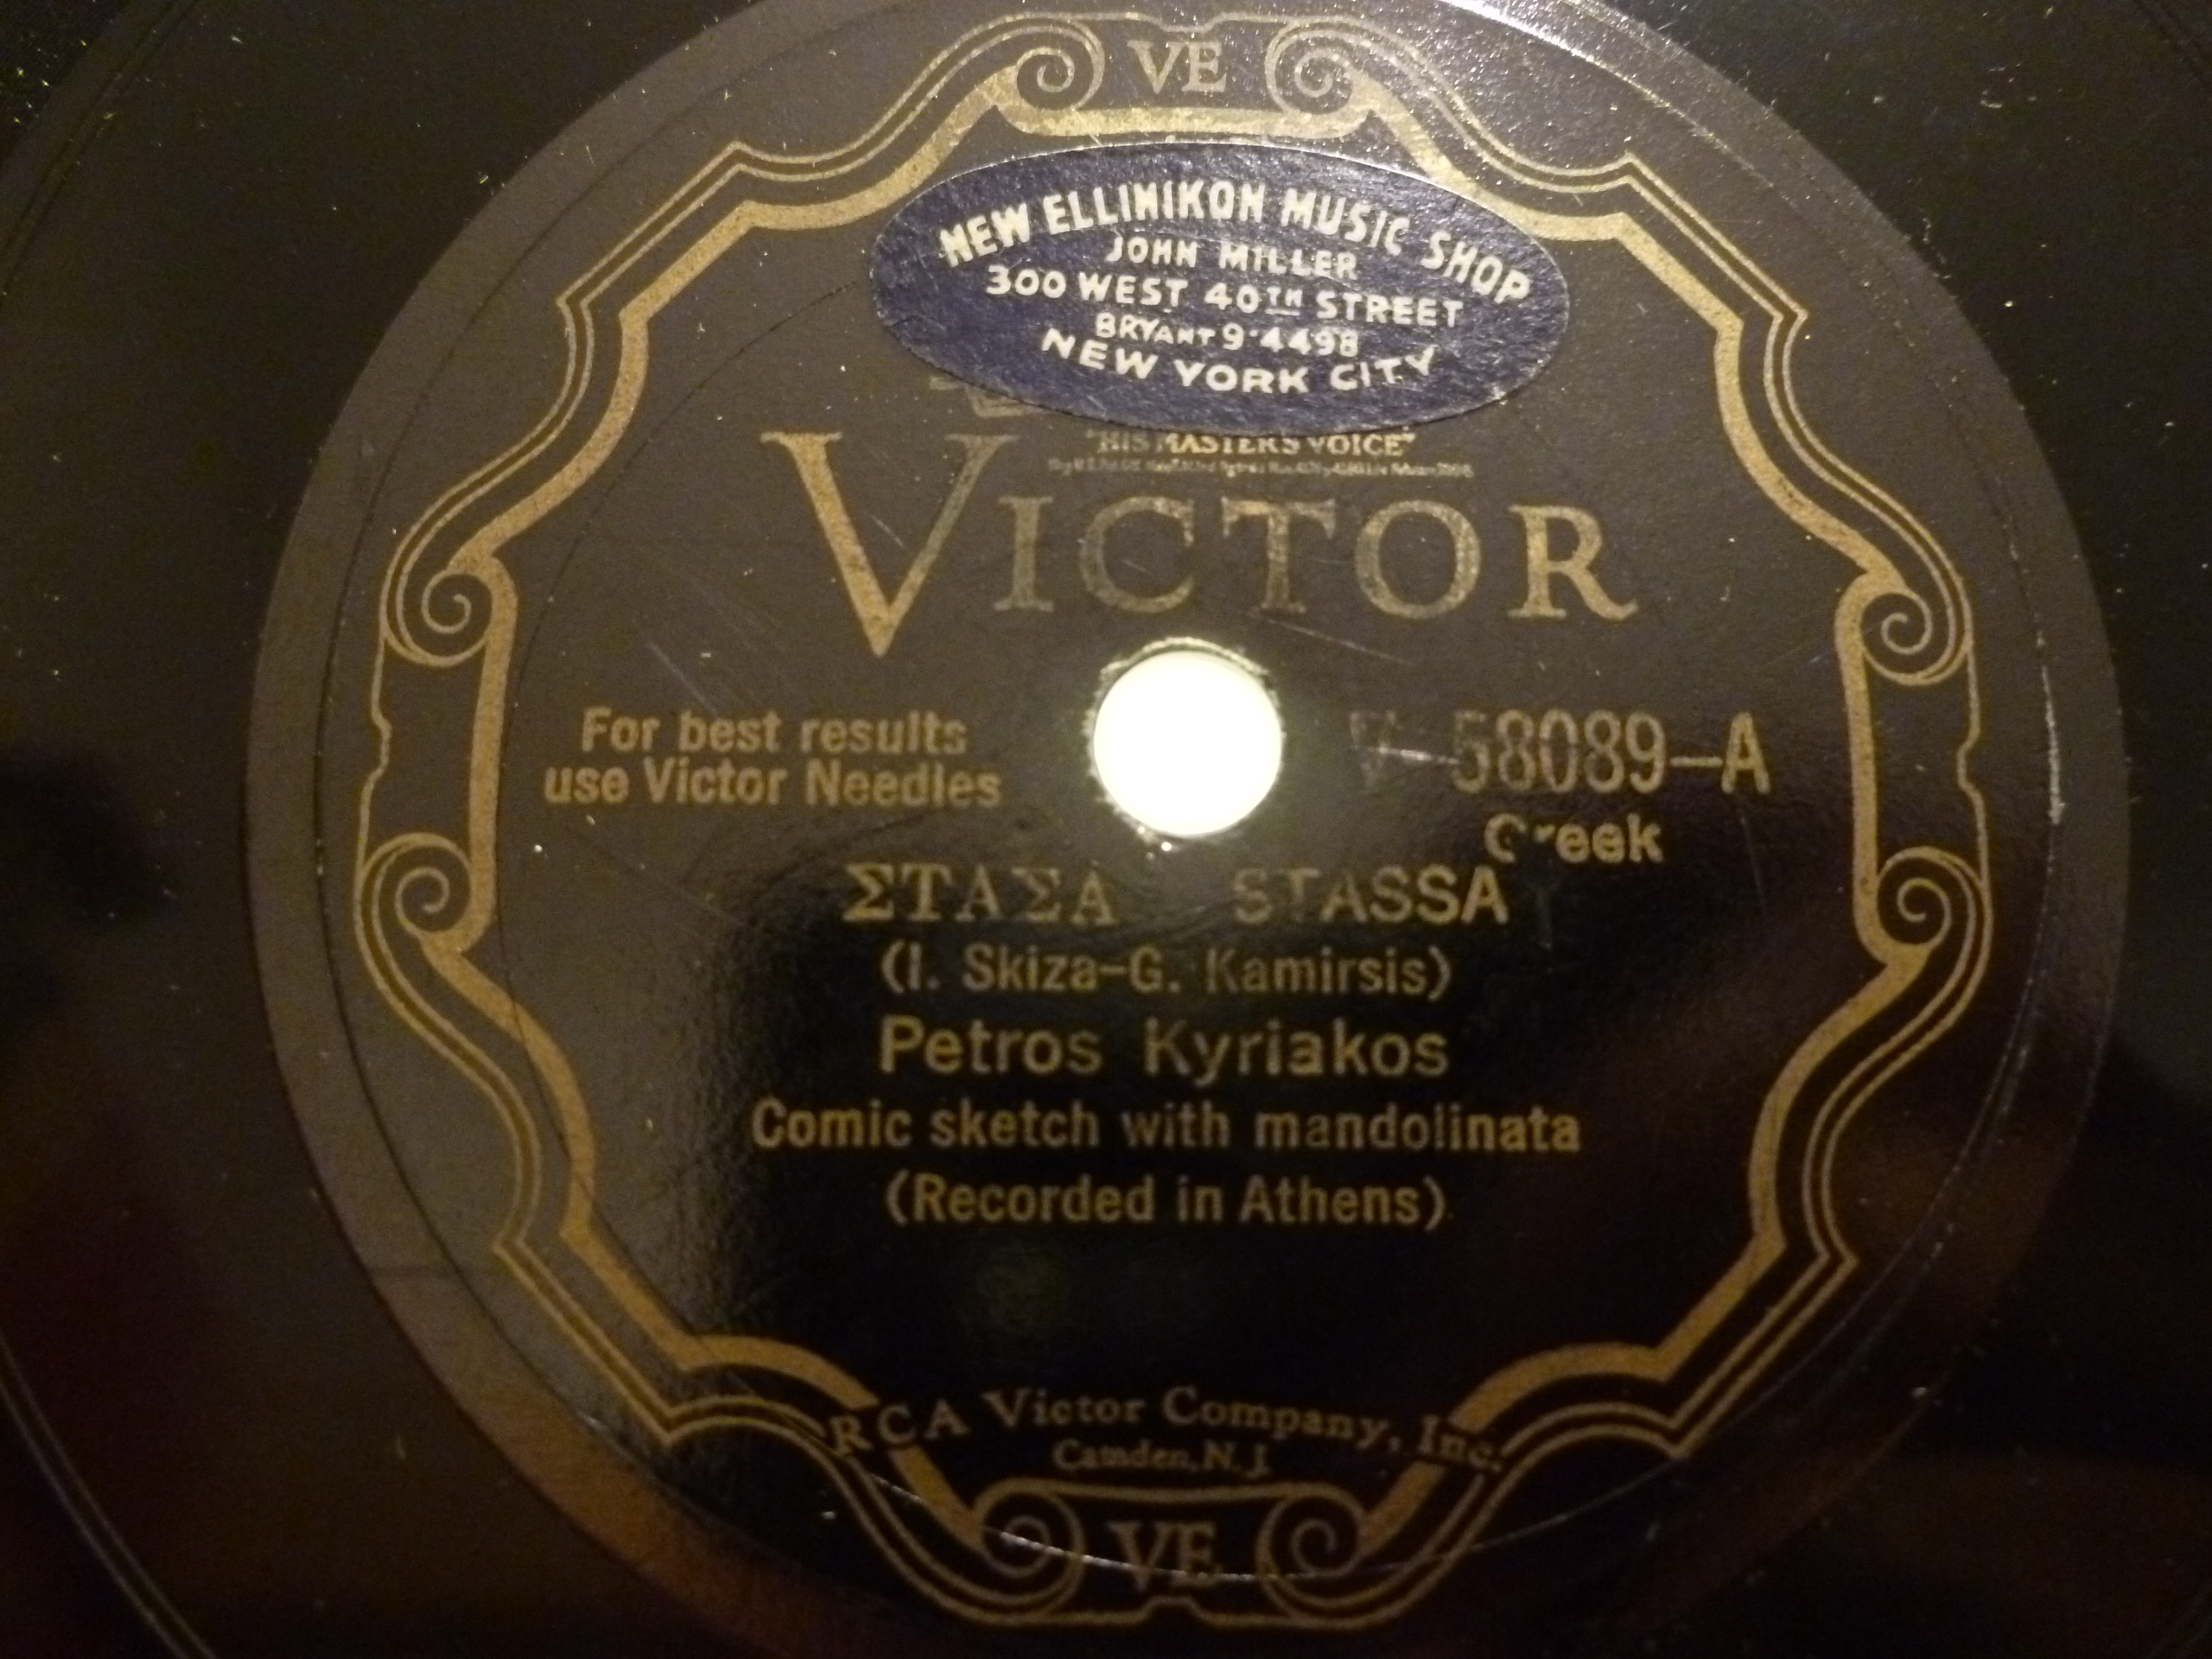 VE
NEW ELLINIKON MUSIC SHOP
JOHN MILLER
300 WEST 40TH STREET
BRYANT 9-4498
NEW YORK CITY
"HIS MASTER'S VOICE"
VICTOR
For best results
use Victor Needles
V-58089-A
Greek
ΣΤΑΣΑ STASSA
(I. Skiza-G. Kamirsis)
Petros Kyriakos
Comic sketch with mandolinata
(Recorded in Athens)
RCA Victor Company, Inc.
Camden, N. J.
VE